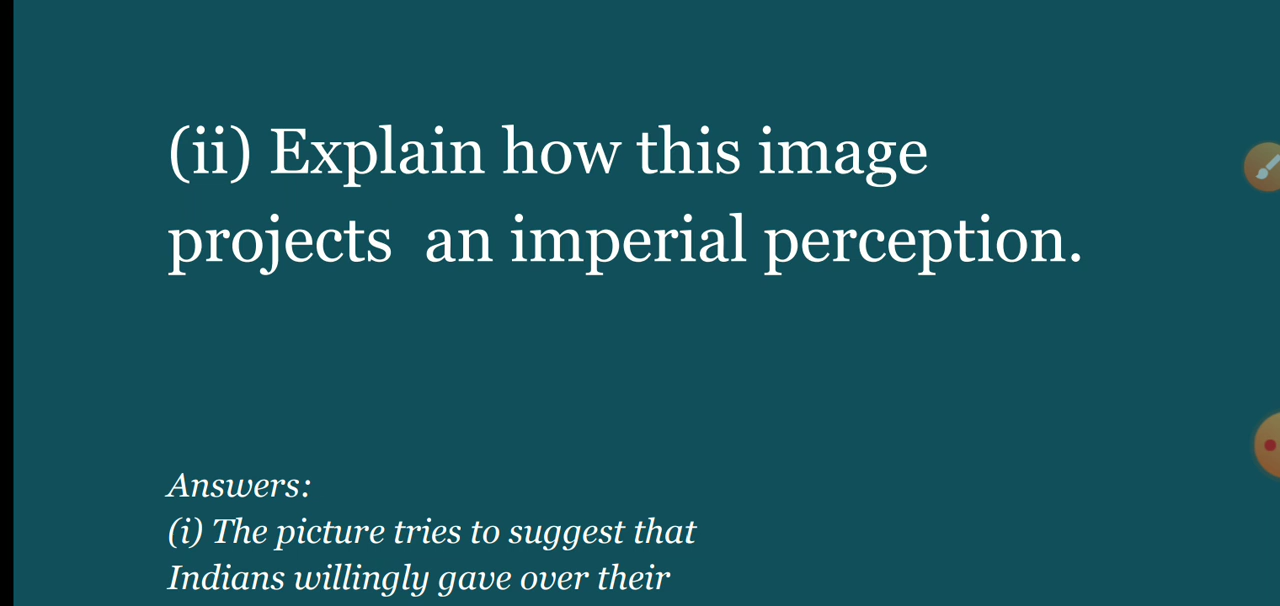 (ii) Explain how this image
projects  an imperial perception.
Answers:
(i) The picture tries to suggest that
Indians willingly gave over their